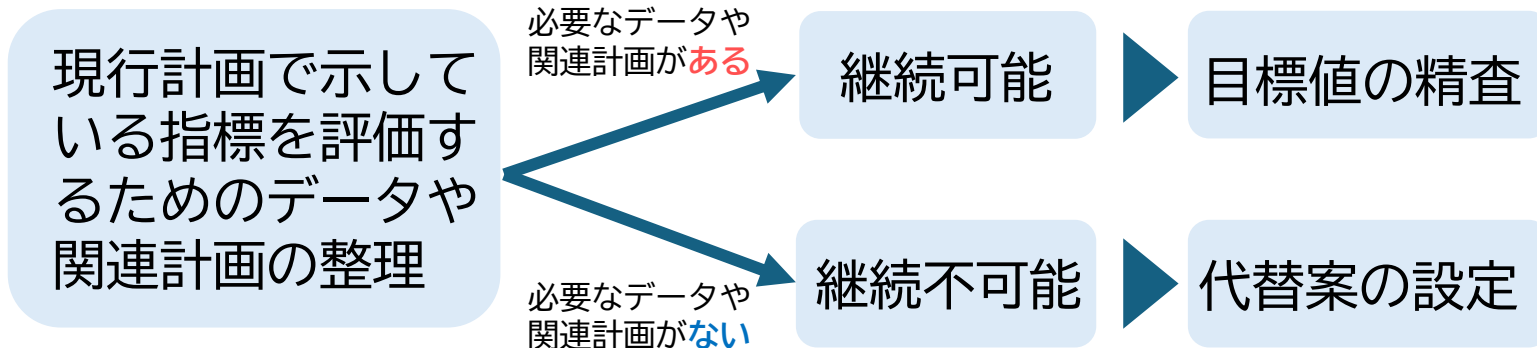 現行計画で示して
いる指標を評価す
るためのデータや
関連計画の整理
必要なデータや
関連計画がある
継続可能
目標値の精査
必要なデータや
関連計画がない
継続不可能
代替案の設定